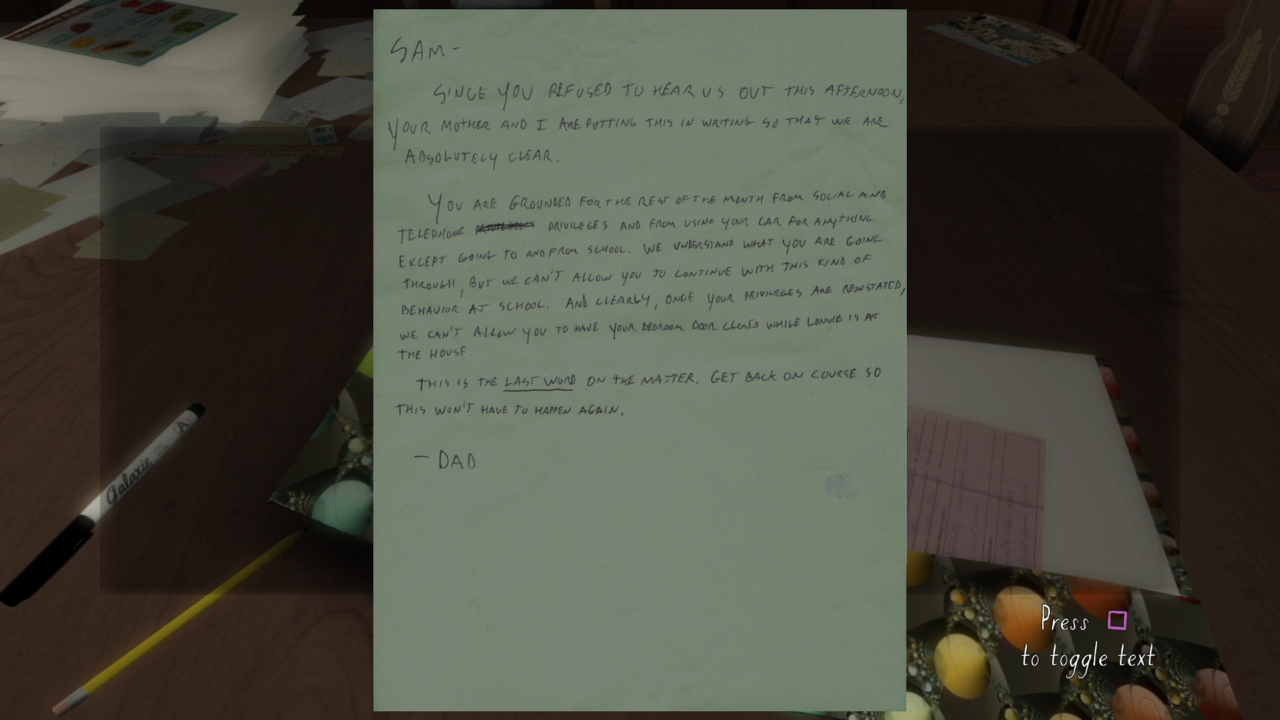 SAM-
SINCE YOU REFUSED TO HEAR US OUT THIS AFTERNOON,
YOUR MOTHER AND I ARE PUTTING THIS IN WRITING SO THAT WE ARE
ABSOLUTELY CLEAR.
YOU ARE GROUNDED FOR THE REST OF THE MONTH FROM SOCIAL AND
TELEPHONE PRIVILEGES AND FROM USING YOUR CAR FOR ANYTHING
EXCEPT GOING TO AND FROM SCHOOL. WE UNDERSTAND WHAT YOU ARE GOING
THROUGH, BUT WE CAN'T ALLOW YOU TO CONTINUE WITH THIS KIND OF
BEHAVIOR AT SCHOOL. AND CLEARLY, ONCE YOUR PRIVILEGES ARE REINSTATED,
WE CAN'T ALLOW YOU TO HAVE YOUR BEDROOM DOOR CLOSED WHILE LONNIE IS AT
THE HOUSE.
THIS IS THE LAST WORD ON THE MATTER. GET BACK ON COURSE SO
THIS WON'T HAVE TO HAPPEN AGAIN.
- DAD
Galaxie A
Press
to toggle text